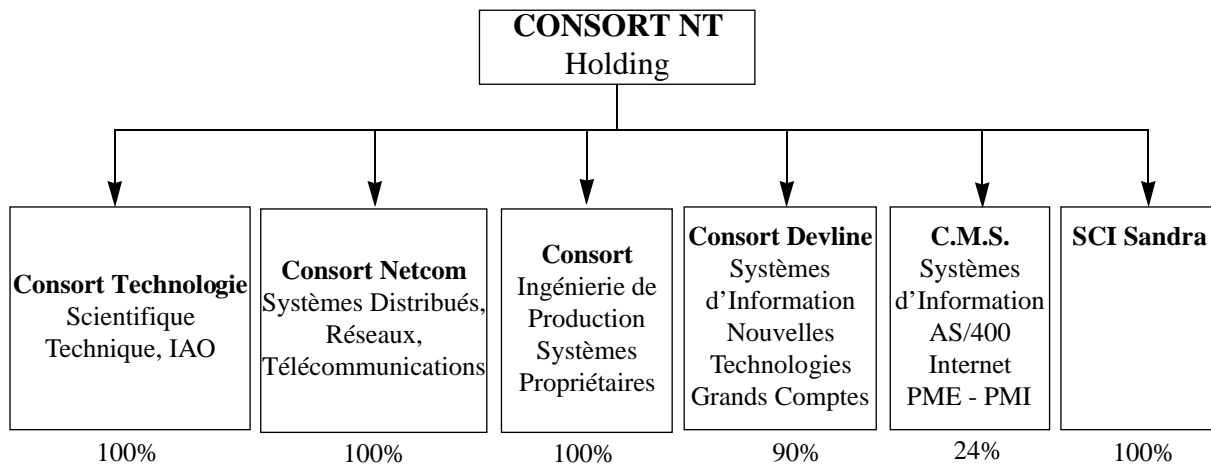 CONSORT NT
Holding
Consort Technologie
Scientifique
Technique, IAO
100%
Consort Netcom
Systèmes Distribués,
Réseaux,
Télécommunications
100%
Consort
Ingénierie de
Production
Systèmes
Propriétaires
100%
Consort Devline
Systèmes
d’Information
Nouvelles
Technologies
Grands Comptes
90%
C.M.S.
Systèmes
d’Information
AS/400
Internet
PME - PMI
24%
SCI Sandra
100%